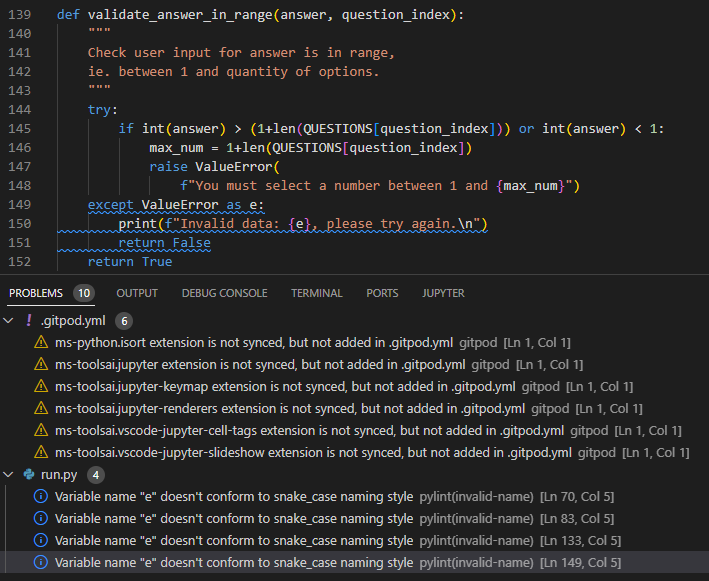 139 def validate_answer_in_range(answer, question_index):
140 """
141 Check user input for answer is in range,
142 ie. between 1 and quantity of options.
143 """
144 try:
145 if int(answer) > (1+len(QUESTIONS[question_index])) or int(answer) < 1:
146 max_num = 1+len(QUESTIONS[question_index])
147 raise ValueError(
148 f"You must select a number between 1 and {max_num}")
149 except ValueError as e:
150 print(f"Invalid data: {e}, please try again.\n")
151 return False
152 return True
PROBLEMS 10 OUTPUT DEBUG CONSOLE TERMINAL PORTS JUPYTER
! .gitpod.yml 6
ms-python.isort extension is not synced, but not added in .gitpod.yml gitpod [Ln 1, Col 1]
ms-toolsai.jupyter extension is not synced, but not added in .gitpod.yml gitpod [Ln 1, Col 1]
ms-toolsai.jupyter-keymap extension is not synced, but not added in .gitpod.yml gitpod [Ln 1, Col 1]
ms-toolsai.jupyter-renderers extension is not synced, but not added in .gitpod.yml gitpod [Ln 1, Col 1]
ms-toolsai.vscode-jupyter-cell-tags extension is not synced, but not added in .gitpod.yml gitpod [Ln 1, Col 1]
ms-toolsai.vscode-jupyter-slideshow extension is not synced, but not added in .gitpod.yml gitpod [Ln 1, Col 1]
run.py 4
Variable name "e" doesn't conform to snake_case naming style pylint(invalid-name) [Ln 70, Col 5]
Variable name "e" doesn't conform to snake_case naming style pylint(invalid-name) [Ln 83, Col 5]
Variable name "e" doesn't conform to snake_case naming style pylint(invalid-name) [Ln 133, Col 5]
Variable name "e" doesn't conform to snake_case naming style pylint(invalid-name) [Ln 149, Col 5]